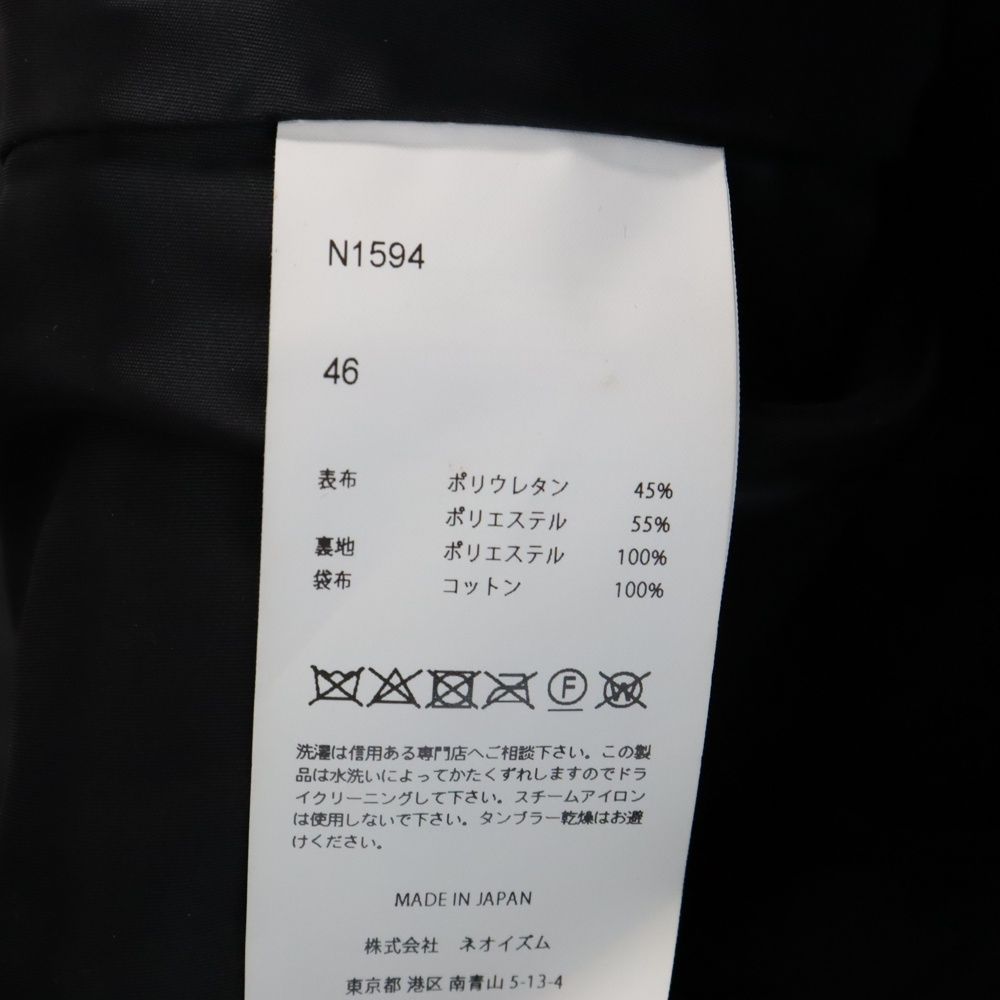 N1594
46
表布 ポリウレタン 45%
ポリエステル 55%
裏地 ポリエステル 100%
袋布 コットン 100%
F W
洗濯は信用ある専門店へご相談下さい。この製
品は水洗いによってかたくずれしますのでドラ
イクリーニングして下さい。スチームアイロン
は使用しないで下さい。タンブラー乾燥はお避
けください。
MADE IN JAPAN
株式会社 ネオイズム
東京都 港区 南青山 5-13-4